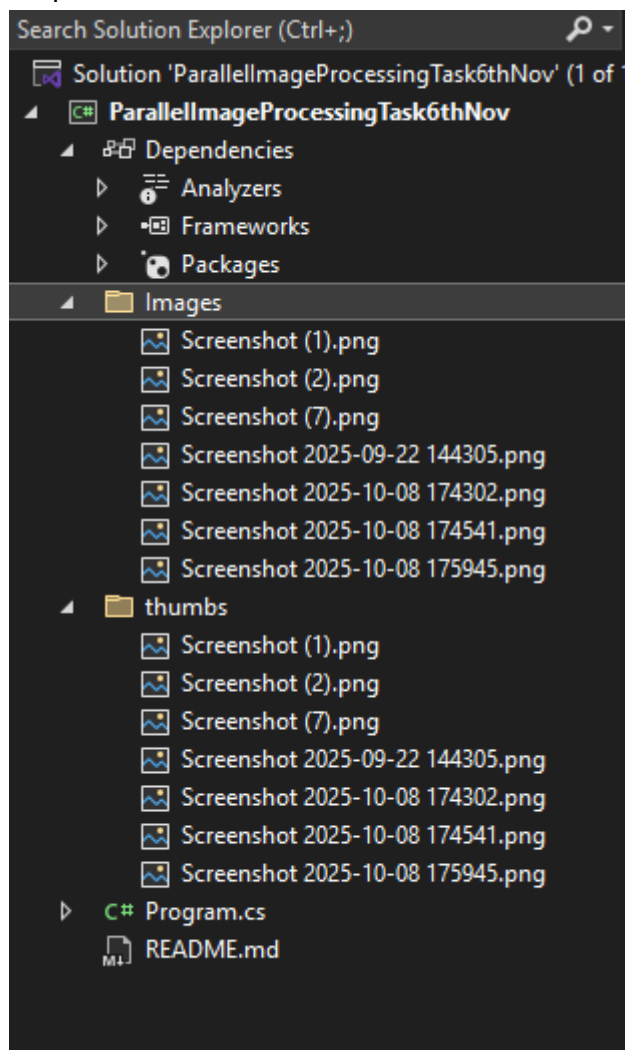 Search Solution Explorer (Ctrl+;)
Solution 'ParallelImageProcessingTask6thNov' (1 of
C# ParallelImageProcessingTask6thNov
Dependencies
Analyzers
Frameworks
Packages
Images
Screenshot (1).png
Screenshot (2).png
Screenshot (7).png
Screenshot 2025-09-22 144305.png
Screenshot 2025-10-08 174302.png
Screenshot 2025-10-08 174541.png
Screenshot 2025-10-08 175945.png
thumbs
Screenshot (1).png
Screenshot (2).png
Screenshot (7).png
Screenshot 2025-09-22 144305.png
Screenshot 2025-10-08 174302.png
Screenshot 2025-10-08 174541.png
Screenshot 2025-10-08 175945.png
C# Program.cs
M↓ README.md